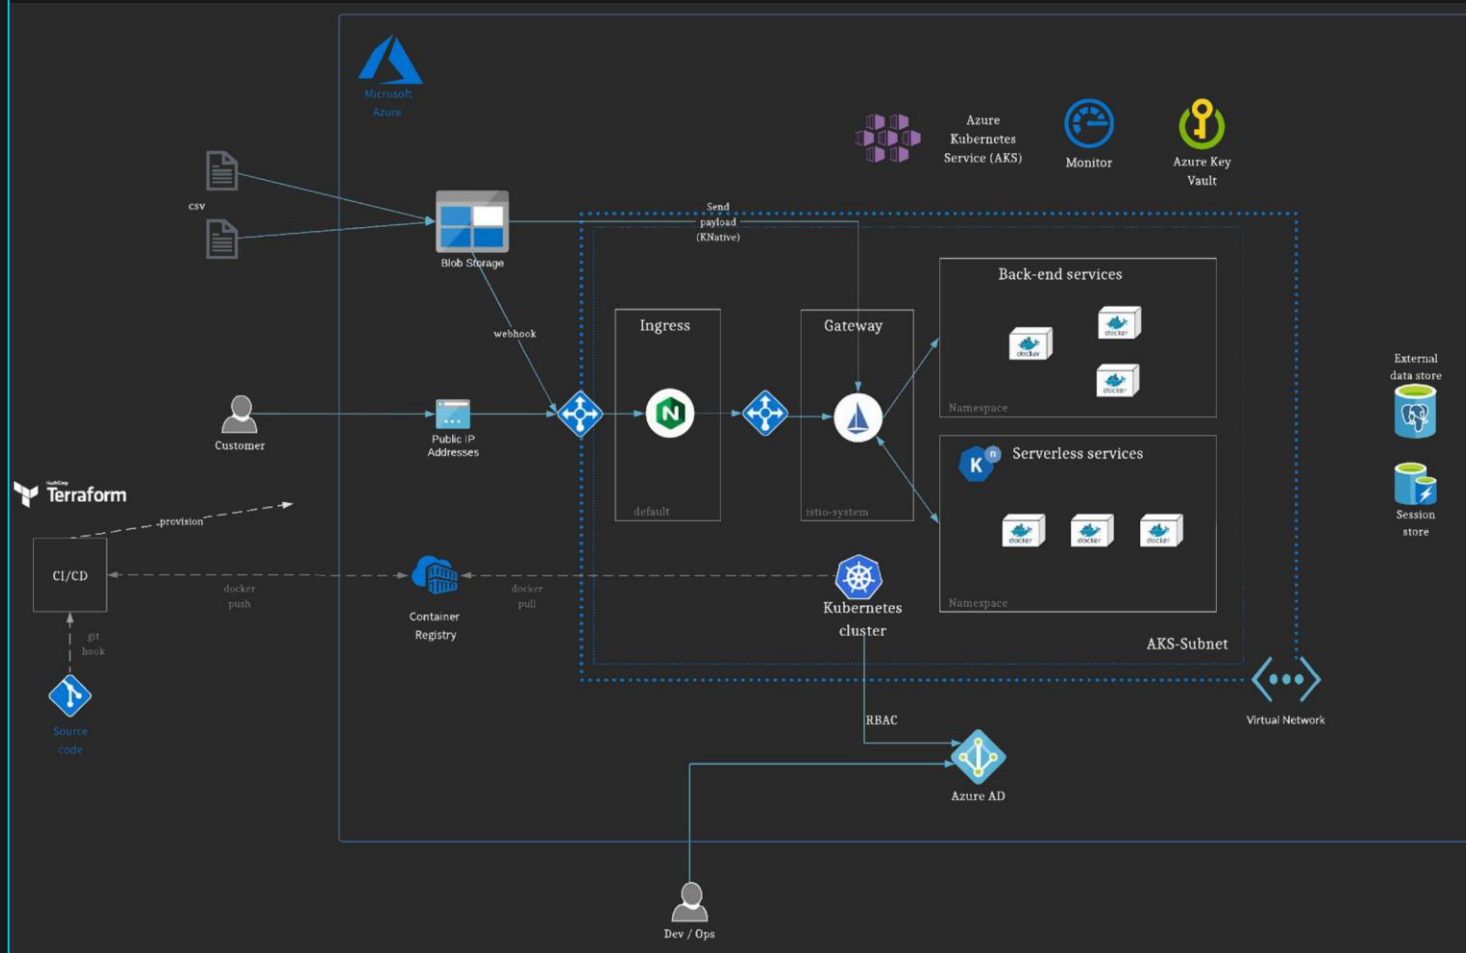 Microsoft
Azure
Azure
Kubernetes
Service (AKS)
Monitor
Azure Key
Vault
csv
Blob Storage
Send
payload
(KNative)
webhook
Ingress
default
Gateway
istio-system
Back-end services
docker
docker
docker
Namespace
External
data store
Customer
Public IP
Addresses
Serverless services
K
n
docker
docker
docker
Namespace
Session
store
HashiCorp
Terraform
provision
CI/CD
docker
push
Container
Registry
docker
pull
Kubernetes
cluster
AKS-Subnet
git
hook
Source
code
RBAC
Virtual Network
Azure AD
Dev / Ops
N